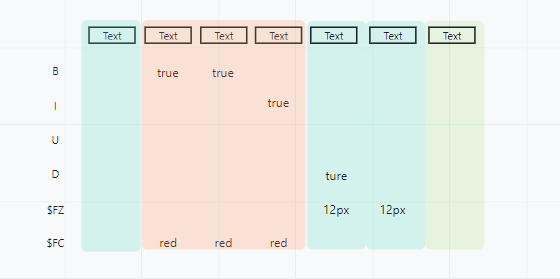 Text Text Text Text Text Text Text
B true true
I true
U
D ture
$FZ 12px 12px
$FC red red red